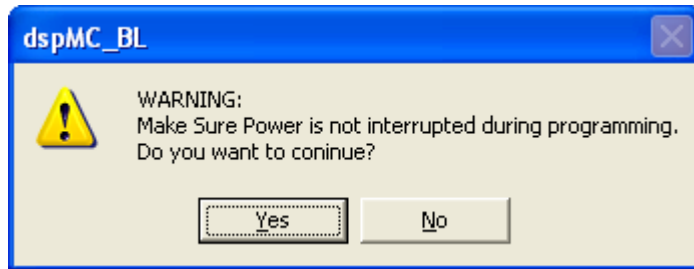 dspMC_BL
WARNING:
Make Sure Power is not interrupted during programming.
Do you want to coninue?
Yes
No